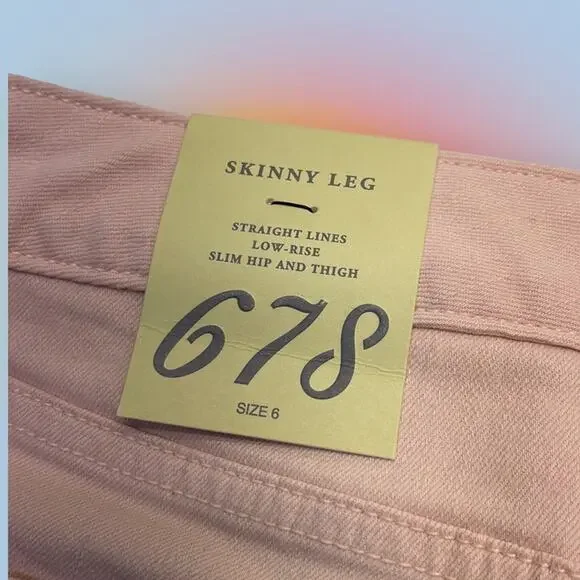 SKINNY LEG
STRAIGHT LINES
LOW-RISE
SLIM HIP AND THIGH
678
SIZE 6